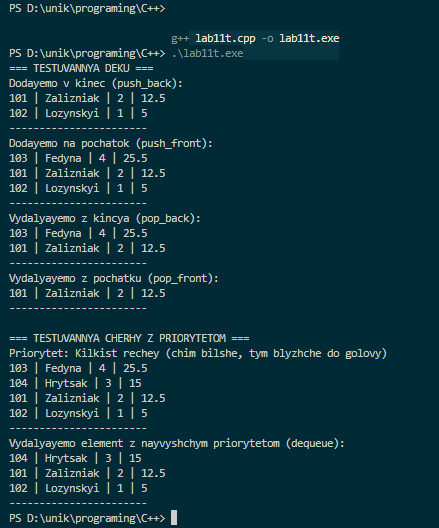 PS D:\unik\programing\C++>
g++ lab11t.cpp -o lab11t.exe
PS D:\unik\programing\C++> .\lab11t.exe
=== TESTUVANNYA DEKU ===
Dodayemo v kinec (push_back):
101 | Zalizniak | 2 | 12.5
102 | Lozynskyi | 1 | 5
-----------------------
Dodayemo na pochatok (push_front):
103 | Fedyna | 4 | 25.5
101 | Zalizniak | 2 | 12.5
102 | Lozynskyi | 1 | 5
-----------------------
Vydalyayemo z kincya (pop_back):
103 | Fedyna | 4 | 25.5
101 | Zalizniak | 2 | 12.5
-----------------------
Vydalyayemo z pochatku (pop_front):
101 | Zalizniak | 2 | 12.5
-----------------------
=== TESTUVANNYA CHERHY Z PRIORYTETOM ===
Priorytet: Kilkist rechey (chim bilshe, tym blyzhche do golovy)
103 | Fedyna | 4 | 25.5
104 | Hrytsak | 3 | 15
101 | Zalizniak | 2 | 12.5
102 | Lozynskyi | 1 | 5
-----------------------
Vydalyayemo element z nayvyshchym priorytetom (dequeue):
104 | Hrytsak | 3 | 15
101 | Zalizniak | 2 | 12.5
102 | Lozynskyi | 1 | 5
-----------------------
PS D:\unik\programing\C++>